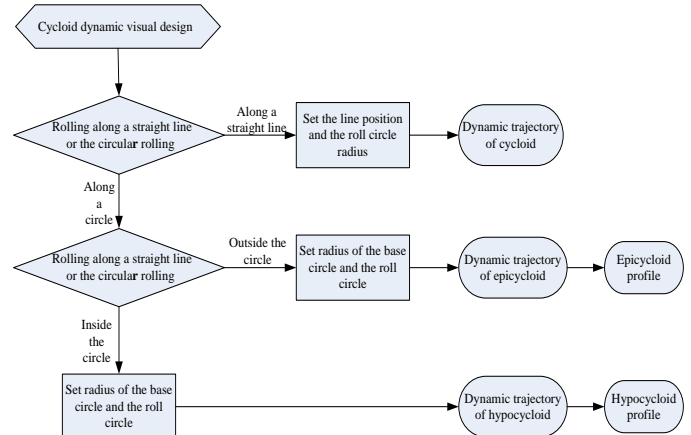 Cycloid dynamic visual design
Rolling along a straight line
or the circular rolling
Along a
straight line
Set the line position
and the roll circle
radius
Dynamic trajectory
of cycloid
Along
a
circle
Rolling along a straight line
or the circular rolling
Outside the
circle
Set radius of the base
circle and the roll
circle
Dynamic trajectory
of epicycloid
Epicycloid
profile
Inside
the
circle
Set radius of the base
circle and the roll
circle
Dynamic trajectory
of hypocycloid
Hypocycloid
profile